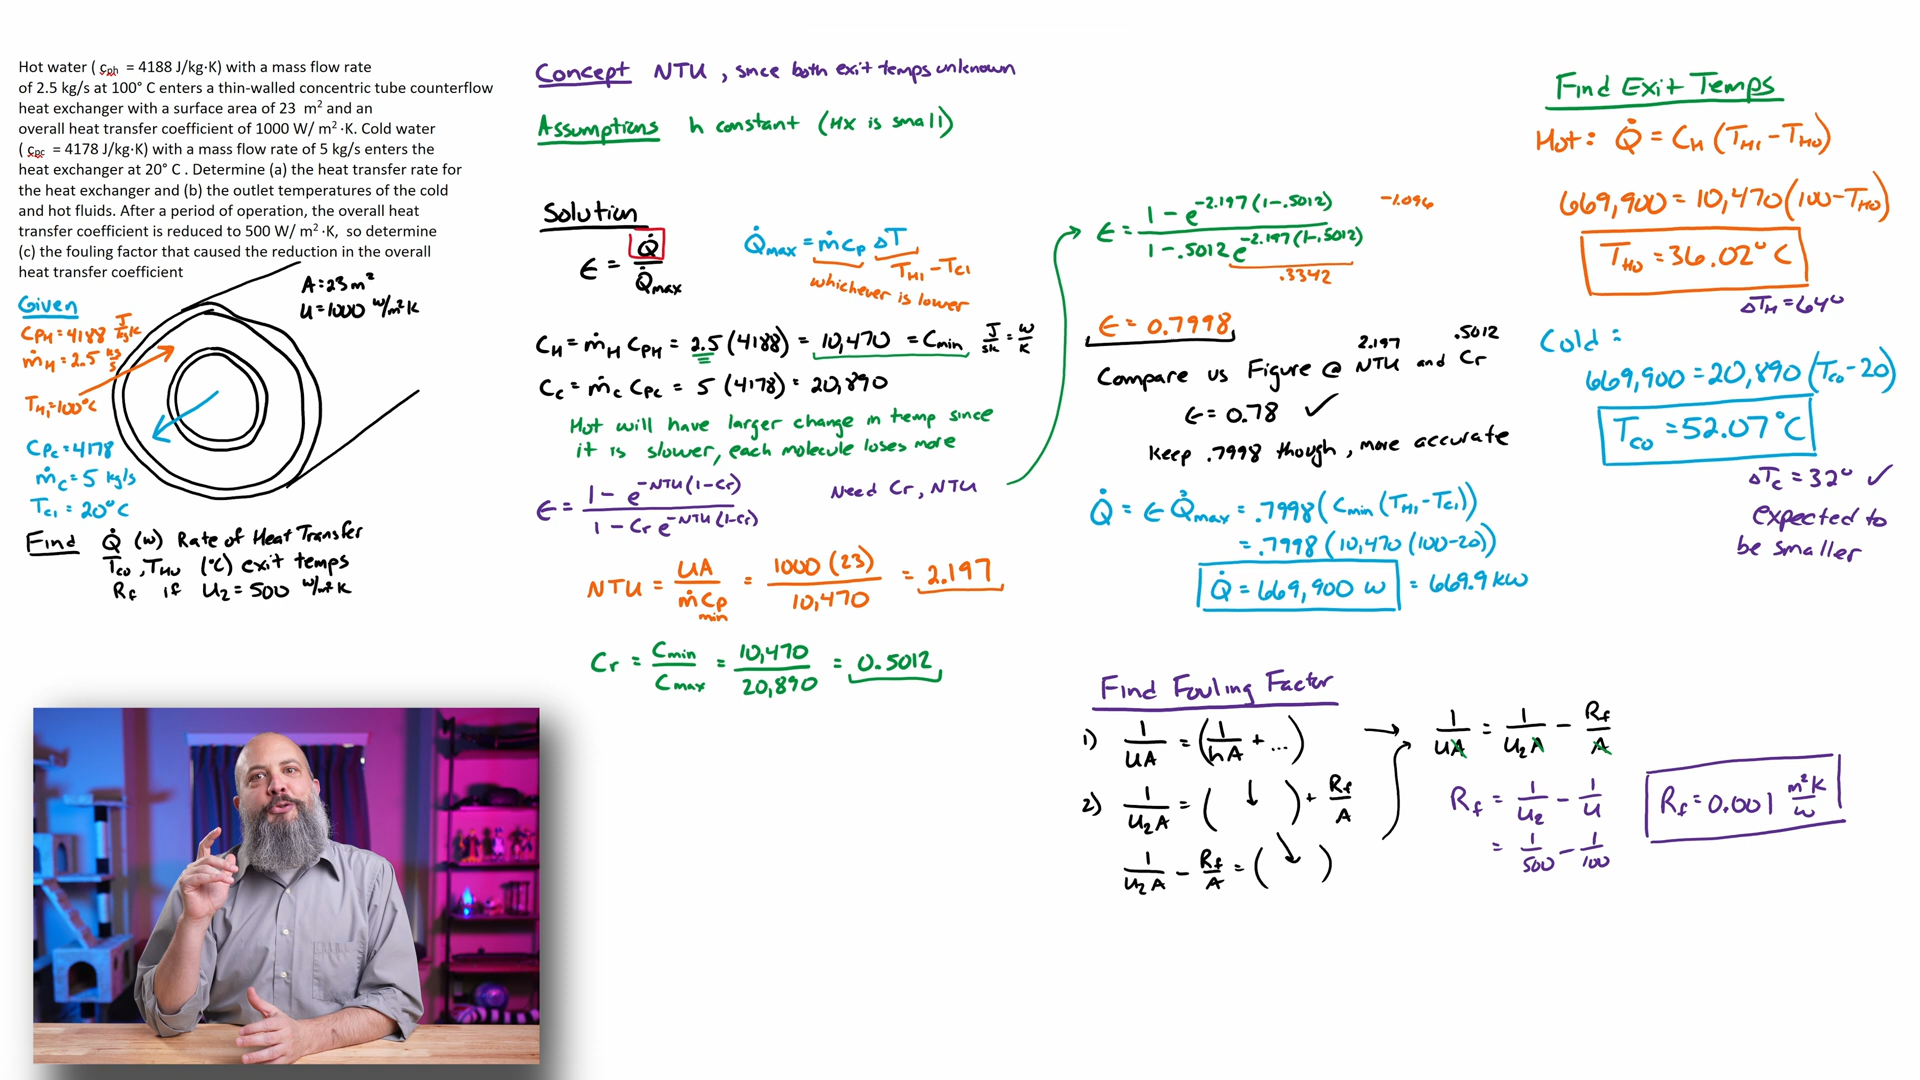 Hot water ( cph = 4188 J/kg·K) with a mass flow rate
of 2.5 kg/s at 100° C enters a thin-walled concentric tube counterflow
heat exchanger with a surface area of 23 m² and an
overall heat transfer coefficient of 1000 W/ m² ·K. Cold water
( cpc = 4178 J/kg·K) with a mass flow rate of 5 kg/s enters the
heat exchanger at 20° C . Determine (a) the heat transfer rate for
the heat exchanger and (b) the outlet temperatures of the cold
and hot fluids. After a period of operation, the overall heat
transfer coefficient is reduced to 500 W/ m² ·K, so determine
(c) the fouling factor that caused the reduction in the overall
heat transfer coefficient
A=23m²
U=1000 W/m²K
Given
CPH=4188 J/kgK
ṁH=2.5 kg/s
THi=100°C
CPc=4178
ṁc=5 kg/s
Tci=20°C
Find Q̇ (W) Rate of Heat Transfer
Tco, THo (°C) exit temps
Rf if U2=500 W/m²K
Concept NTU, since both exit temps unknown
Assumptions h constant (HX is small)
Solution
ϵ = Q̇/Q̇max
Q̇max = ṁcp ΔT
THi-Tci
whichever is lower
CH = ṁH CPH = 2.5 (4188) = 10,470 = Cmin J/sK = W/K
Cc = ṁc CPc = 5 (4178) = 20,890
Hot will have larger change in temp since
it is slower, each molecule loses more
ϵ = (1 - e^-NTU(1-Cr)) / (1 - Cr e^-NTU(1-Cr))
Need Cr, NTU
NTU = UA/ṁCp min = 1000(23)/10,470 = 2.197
Cr = Cmin/Cmax = 10,470/20,890 = 0.5012
ϵ = (1 - e^-2.197(1-.5012)) / (1 - .5012 e^-2.197(1-.5012))
-1.096
.3342
ϵ = 0.7998
2.197 .5012
Compare vs Figure @ NTU and Cr
ϵ = 0.78 ✓
Keep .7998 though, more accurate
Q̇ = ϵ Q̇max = .7998 (Cmin (THi-Tci))
= .7998 (10,470 (100-20))
Q̇ = 669,900 W = 669.9 kW
Find Exit Temps
Hot: Q̇ = CH (THi-THo)
669,900 = 10,470 (100-THo)
THo = 36.02°C
ΔTH = 64°
Cold:
669,900 = 20,890 (Tco-20)
Tco = 52.07°C
ΔTc = 32° ✓
expected to
be smaller
Find Fouling Factor
1) 1/UA = (1/hA + ...) → 1/UA = 1/U2A - Rf/A
2) 1/U2A = ( ↓ ) + Rf/A
1/U2A - Rf/A = ( ↓ )
Rf = 1/U2 - 1/U
= 1/500 - 1/100
Rf = 0.001 m²K/W